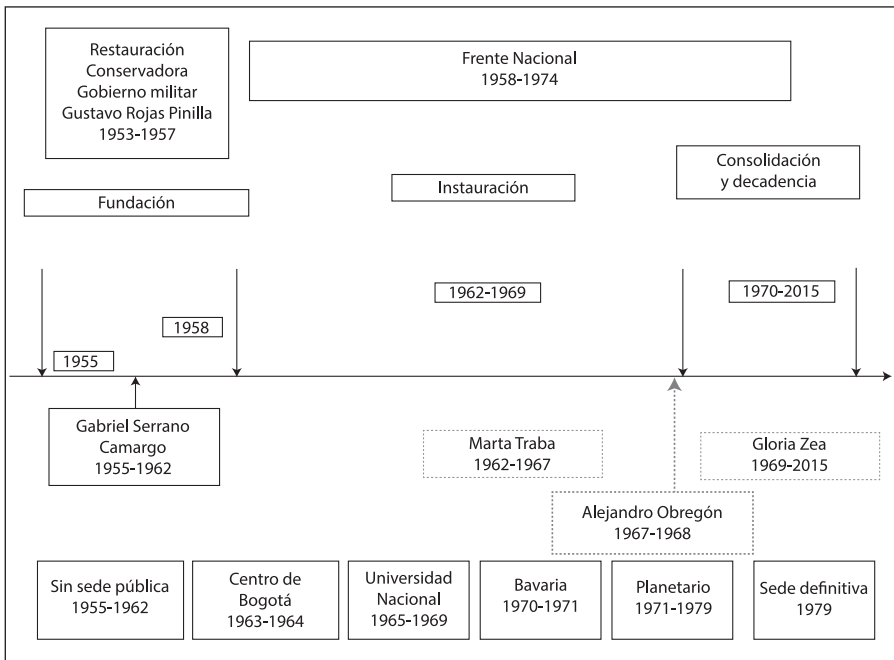 Restauración
Conservadora
Gobierno militar
Gustavo Rojas Pinilla
1953-1957
Frente Nacional
1958-1974
Fundación
Instauración
Consolidación
y decadencia
1955
1958
1962-1969
1970-2015
Gabriel Serrano
Camargo
1955-1962
Marta Traba
1962-1967
Gloria Zea
1969-2015
Alejandro Obregón
1967-1968
Sin sede pública
1955-1962
Centro de
Bogotá
1963-1964
Universidad
Nacional
1965-1969
Bavaria
1970-1971
Planetario
1971-1979
Sede definitiva
1979